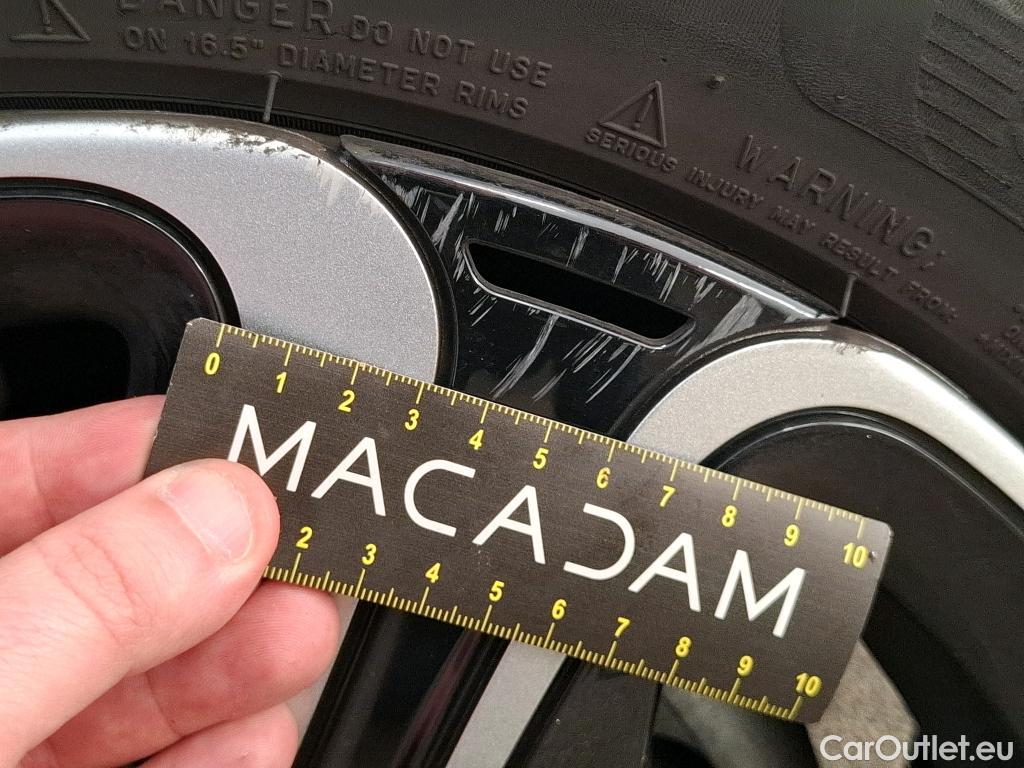 DANGER DO NOT USE
ON 16.5" DIAMETER RIMS
WARNING:
SERIOUS INJURY MAY RESULT FROM:
0 1 2 3 4 5 6 7 8 9 10
MACADAM
2 3 4 5 6 7 8 9 10
CarOutlet.eu